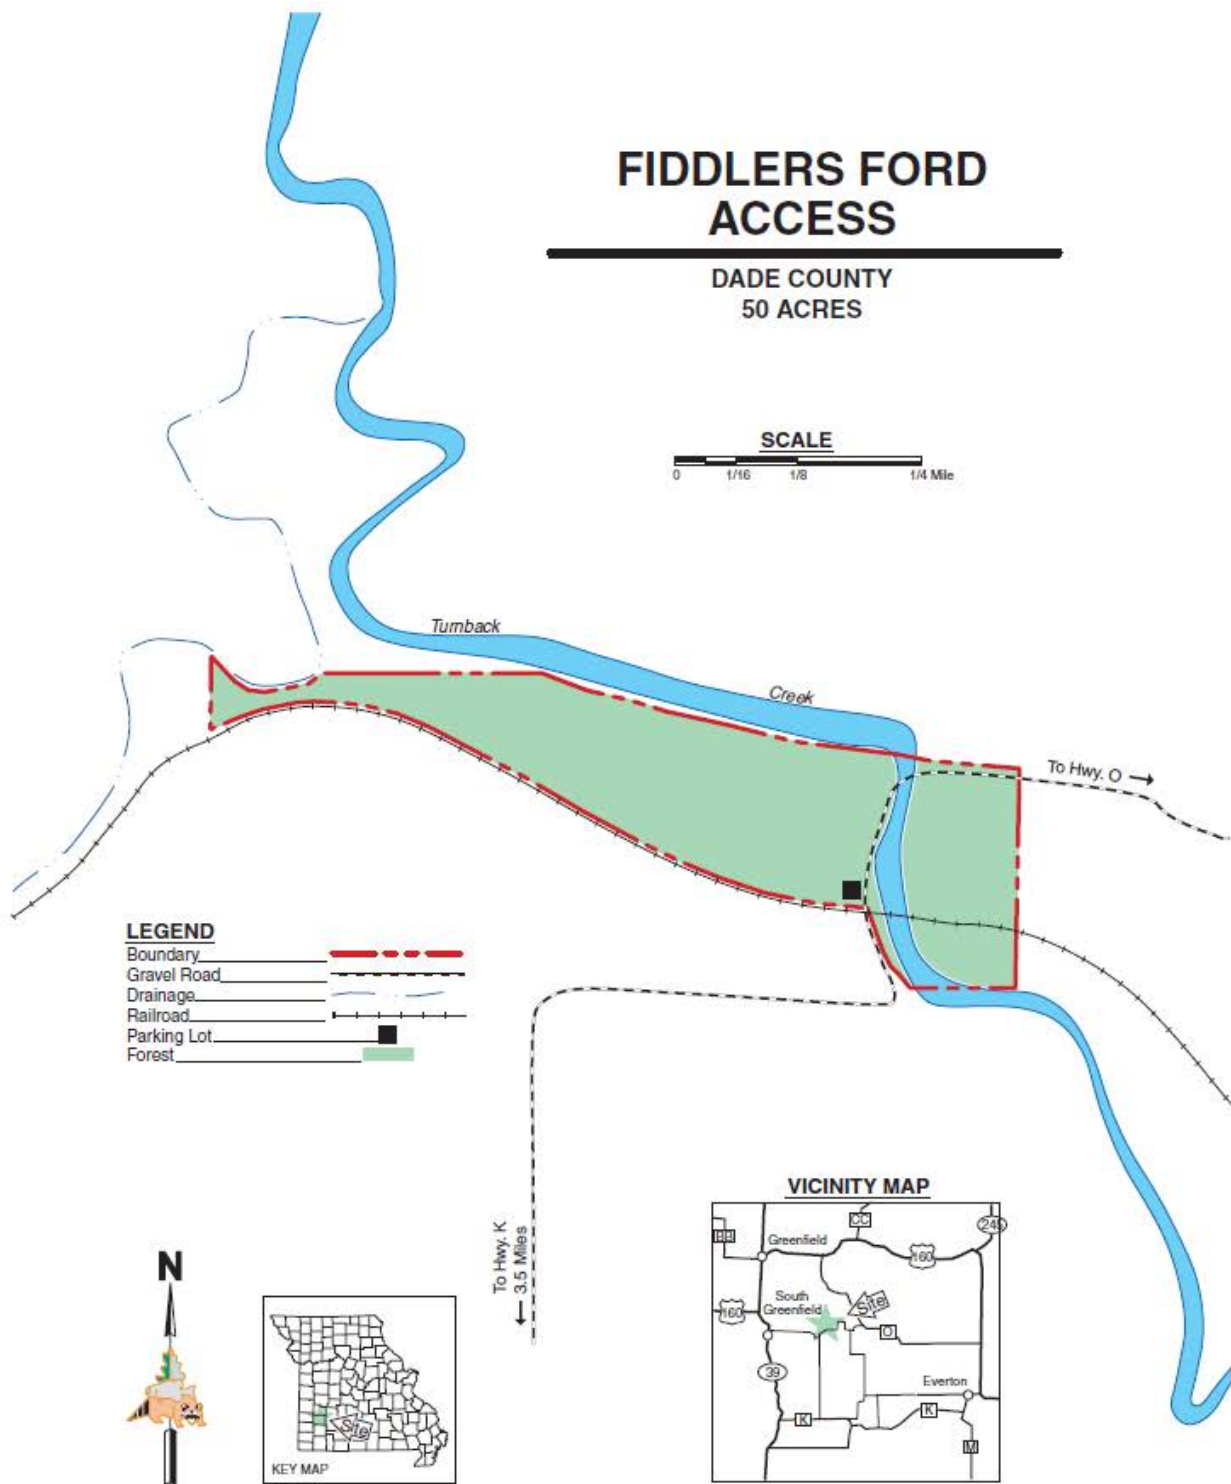 FIDDLERS FORD
ACCESS
DADE COUNTY
50 ACRES
SCALE
0 1/16 1/8 1/4 Mile
Turnback
Creek
To Hwy. O
LEGEND
Boundary
Gravel Road
Drainage
Railroad
Parking Lot
Forest
To Hwy. K
3.5 Miles
N
Site
KEY MAP
VICINITY MAP
CC
245
BB
Greenfield
160
South
Greenfield
Site
160
O
39
Everton
K
K
M